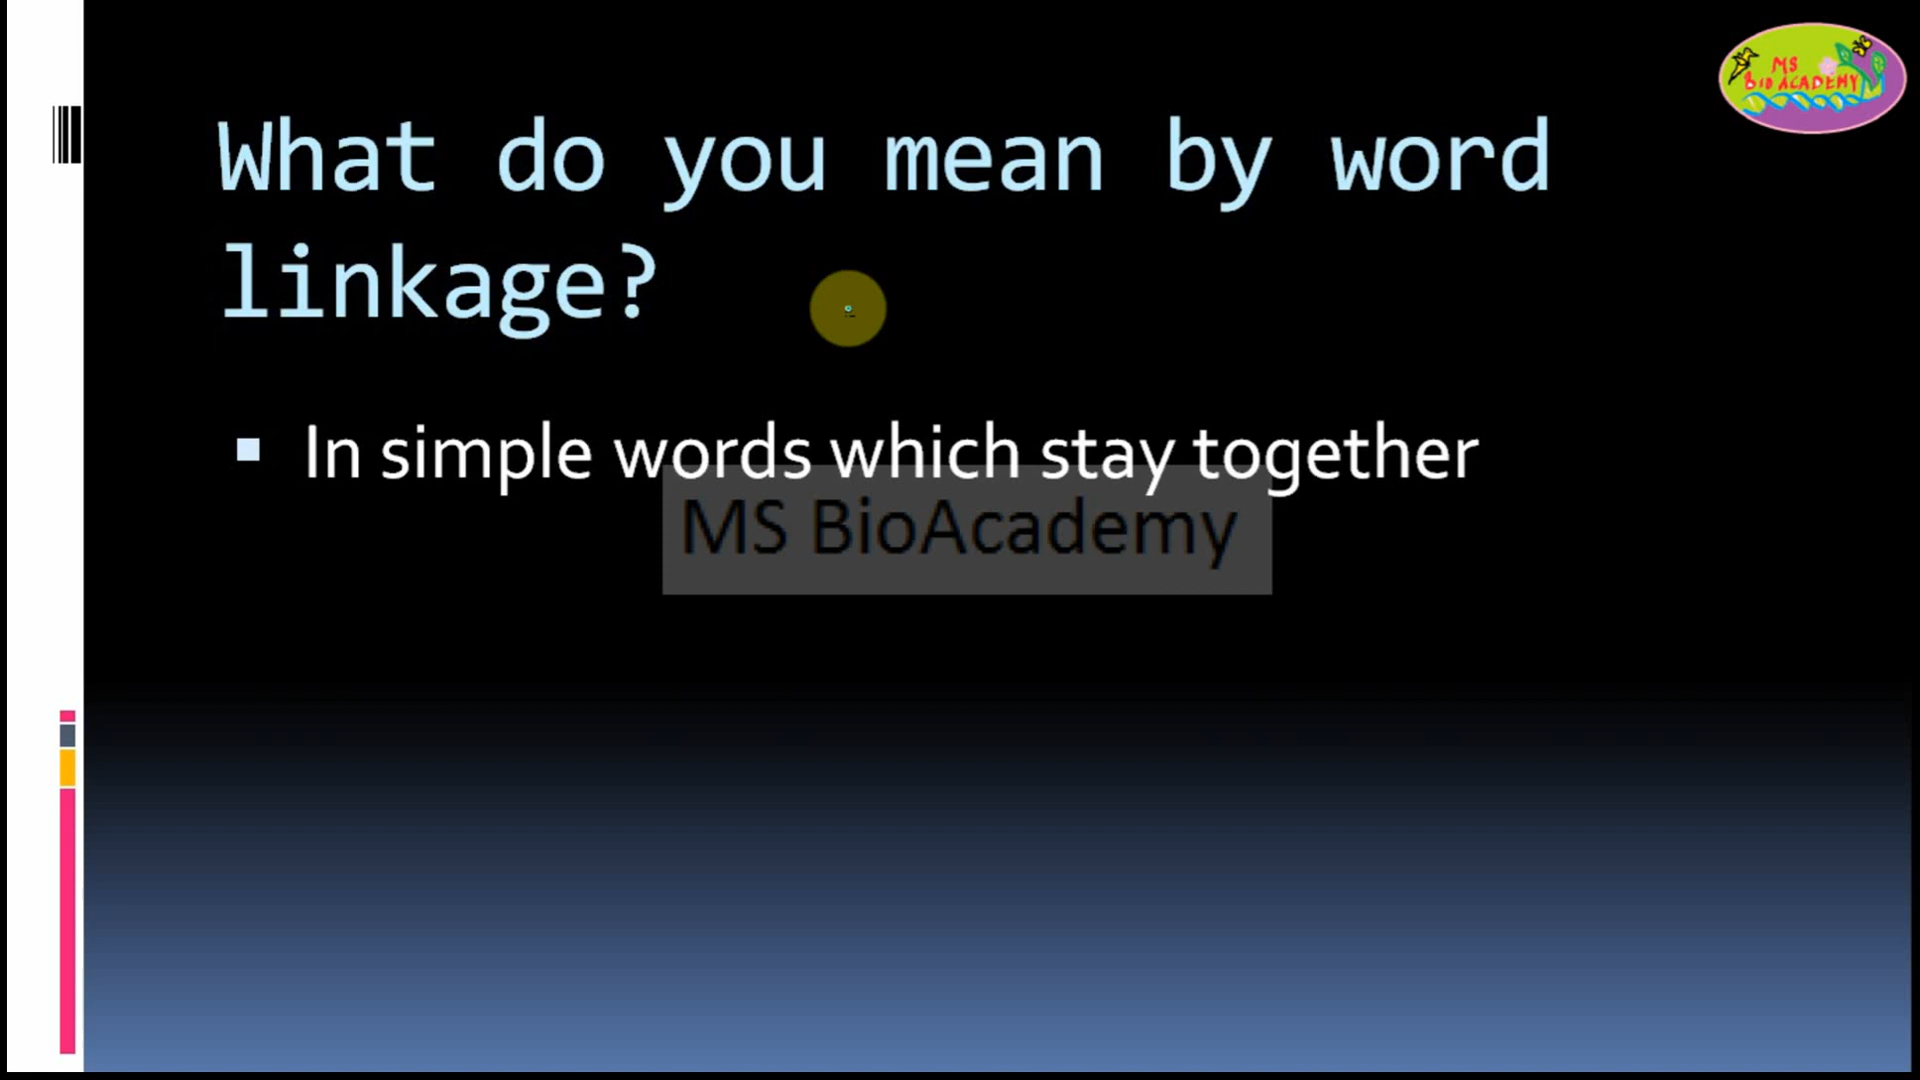 MS
BIO ACADEMY
What do you mean by word
linkage?
In simple words which stay together
MS BioAcademy